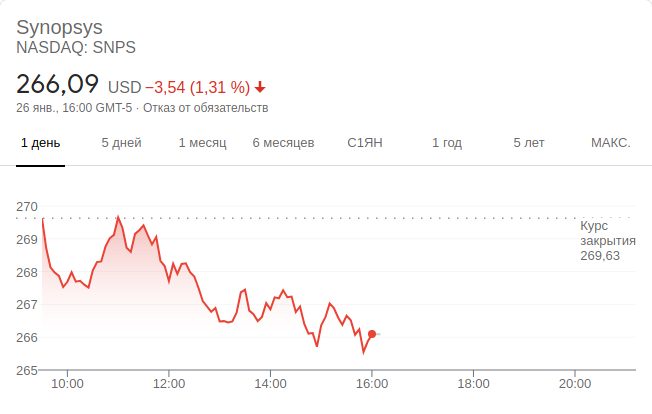 Synopsys
NASDAQ: SNPS
266,09 USD −3,54 (1,31 %)
26 янв., 16:00 GMT-5 · Отказ от обязательств
1 день 5 дней 1 месяц 6 месяцев С1ЯН 1 год 5 лет МАКС.
270
Курс
закрытия
269,63
269
268
267
266
265
10:00 12:00 14:00 16:00 18:00 20:00